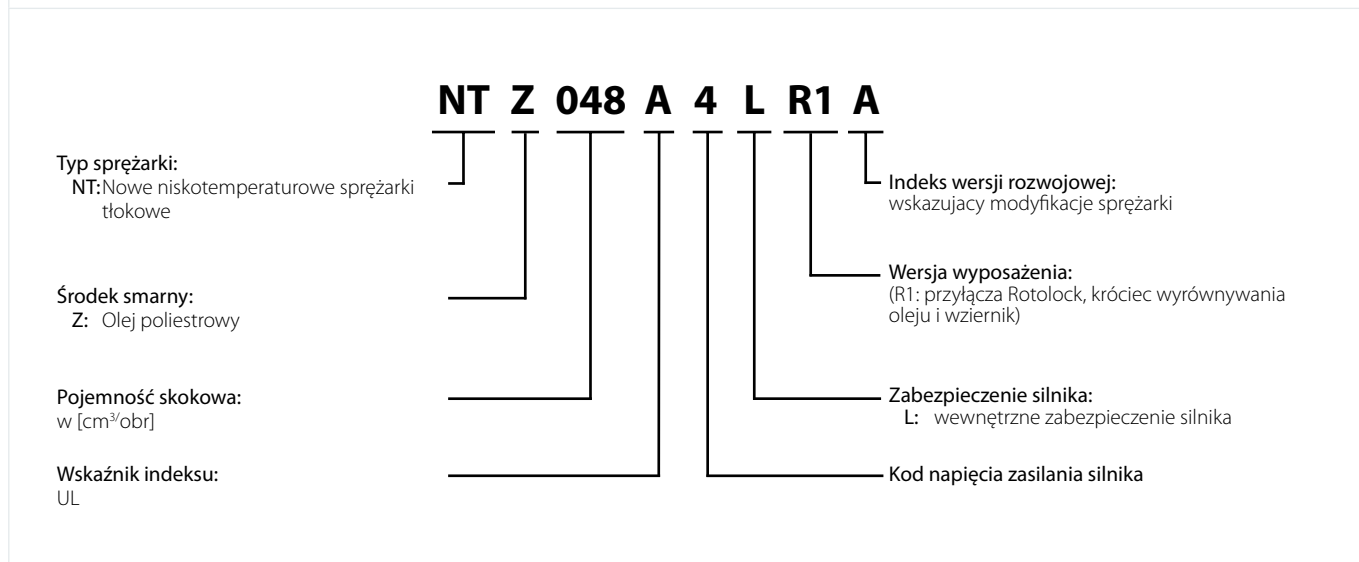 NT Z 048 A 4 L R1 A
Typ sprężarki:
NT: Nowe niskotemperaturowe sprężarki
tłokowe
Środek smarny:
Z: Olej poliestrowy
Pojemność skokowa:
w [cm³/obr]
Wskaźnik indeksu:
UL
Indeks wersji rozwojowej:
wskazujacy modyfikacje sprężarki
Wersja wyposażenia:
(R1: przyłącza Rotolock, króciec wyrównywania
oleju i wziernik)
Zabezpieczenie silnika:
L: wewnętrzne zabezpieczenie silnika
Kod napięcia zasilania silnika